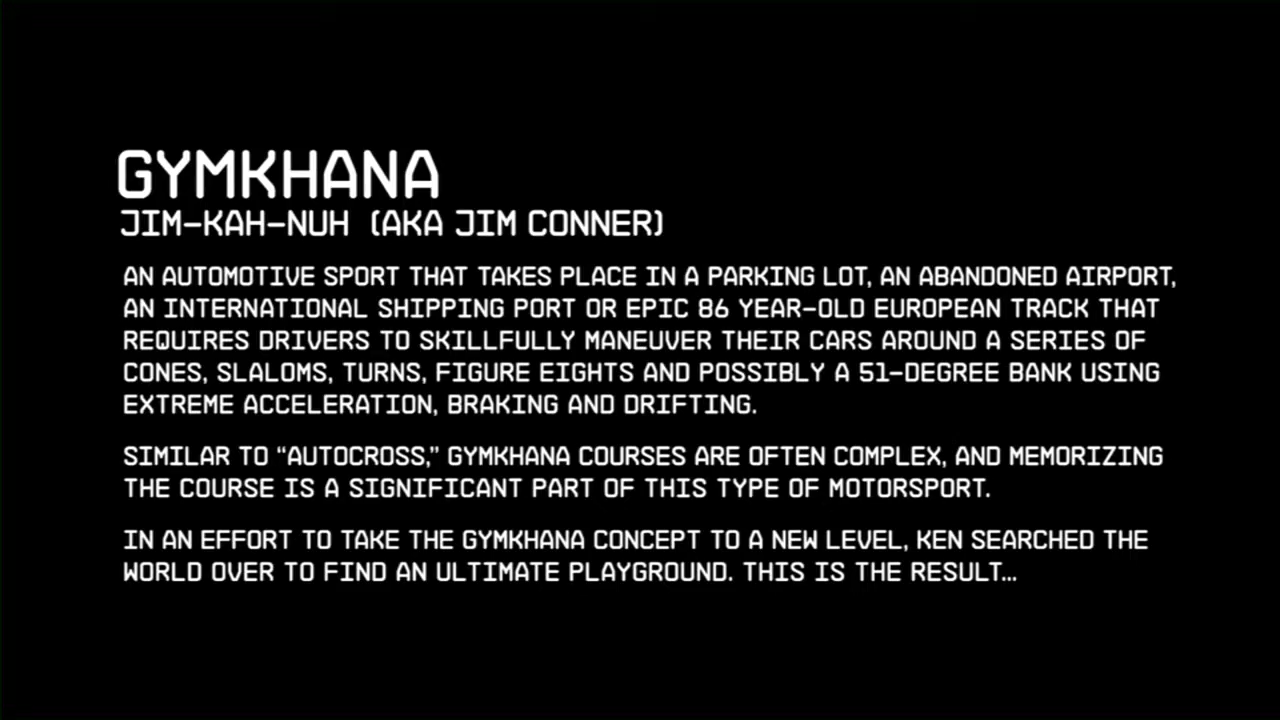 GYMKHANA
JIM-KAH-NUH (AKA JIM CONNER)
AN AUTOMOTIVE SPORT THAT TAKES PLACE IN A PARKING LOT, AN ABANDONED AIRPORT,
AN INTERNATIONAL SHIPPING PORT OR EPIC 86 YEAR-OLD EUROPEAN TRACK THAT
REQUIRES DRIVERS TO SKILLFULLY MANEUVER THEIR CARS AROUND A SERIES OF
CONES, SLALOMS, TURNS, FIGURE EIGHTS AND POSSIBLY A 51-DEGREE BANK USING
EXTREME ACCELERATION, BRAKING AND DRIFTING.
SIMILAR TO “AUTOCROSS,” GYMKHANA COURSES ARE OFTEN COMPLEX, AND MEMORIZING
THE COURSE IS A SIGNIFICANT PART OF THIS TYPE OF MOTORSPORT.
IN AN EFFORT TO TAKE THE GYMKHANA CONCEPT TO A NEW LEVEL, KEN SEARCHED THE
WORLD OVER TO FIND AN ULTIMATE PLAYGROUND. THIS IS THE RESULT...